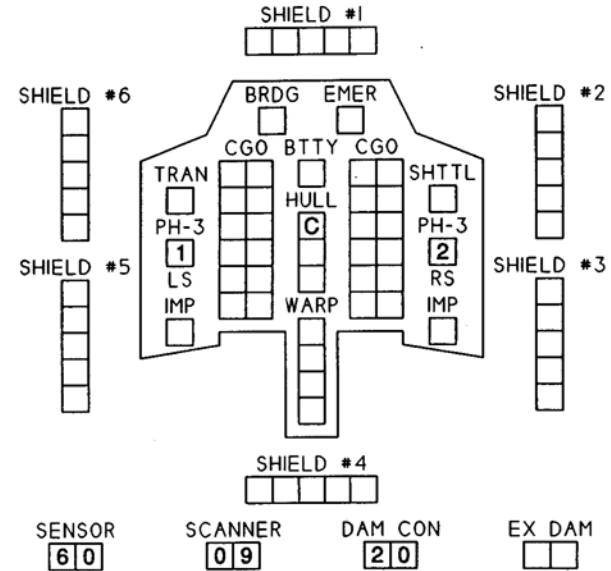 SHIELD #1
SHIELD #6
BRDG EMER
SHIELD #2
CGO BTTY CGO
TRAN
SHTTL
HULL
PH-3
C
PH-3
1
2
SHIELD #5
LS
RS
SHIELD #3
IMP
WARP
IMP
SHIELD #4
SENSOR SCANNER DAM CON EX DAM
6 0 0 9 2 0